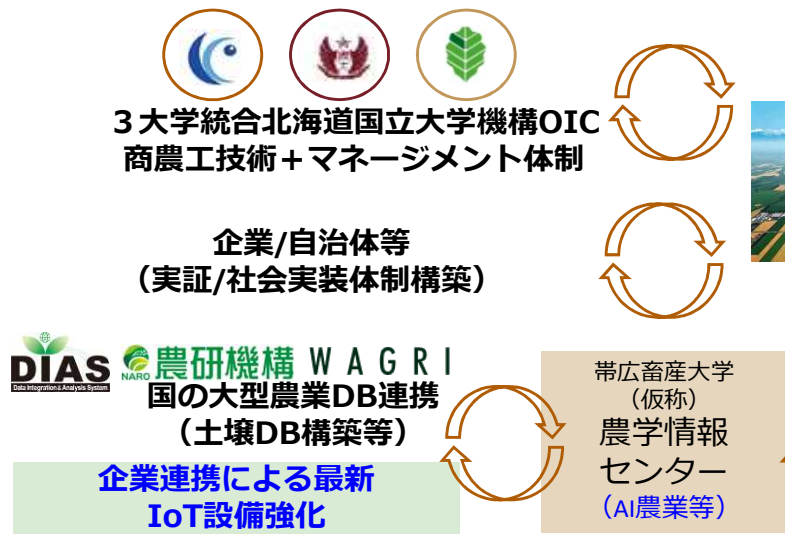 3大学統合北海道国立大学機構OIC
商農工技術+マネージメント体制
企業/自治体等
(実証/社会実装体制構築)
DIAS
Data Integration & Analysis System
NARO 農研機構 WAGRI
国の大型農業DB連携
(土壌DB構築等)
企業連携による最新
IoT設備強化
帯広畜産大学
(仮称)
農学情報
センター
(AI農業等)